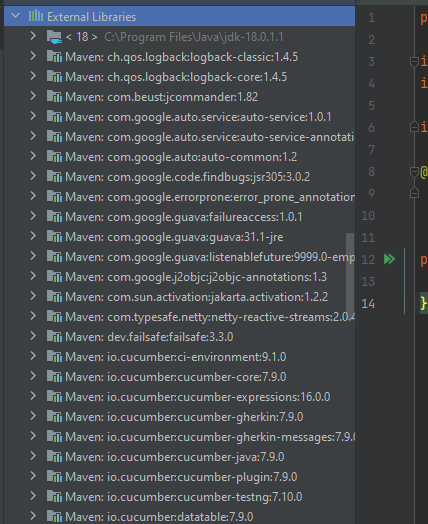 External Libraries
< 18 > C:\Program Files\Java\jdk-18.0.1.1
Maven: ch.qos.logback:logback-classic:1.4.5
Maven: ch.qos.logback:logback-core:1.4.5
Maven: com.beust:jcommander:1.82
Maven: com.google.auto.service:auto-service:1.0.1
Maven: com.google.auto.service:auto-service-annotatio
Maven: com.google.auto:auto-common:1.2
Maven: com.google.code.findbugs:jsr305:3.0.2
Maven: com.google.errorprone:error_prone_annotation
Maven: com.google.guava:failureaccess:1.0.1
Maven: com.google.guava:guava:31.1-jre
Maven: com.google.guava:listenablefuture:9999.0-emp
Maven: com.google.j2objc:j2objc-annotations:1.3
Maven: com.sun.activation:jakarta.activation:1.2.2
Maven: com.typesafe.netty:netty-reactive-streams:2.0.4
Maven: dev.failsafe:failsafe:3.3.0
Maven: io.cucumber:ci-environment:9.1.0
Maven: io.cucumber:cucumber-core:7.9.0
Maven: io.cucumber:cucumber-expressions:16.0.0
Maven: io.cucumber:cucumber-gherkin:7.9.0
Maven: io.cucumber:cucumber-gherkin-messages:7.9.0
Maven: io.cucumber:cucumber-java:7.9.0
Maven: io.cucumber:cucumber-plugin:7.9.0
Maven: io.cucumber:cucumber-testng:7.10.0
Maven: io.cucumber:datatable:7.9.0
1 p
2
3 i
4 i
5
6 i
7
8 @
9
10
11
12 p
13
14 }